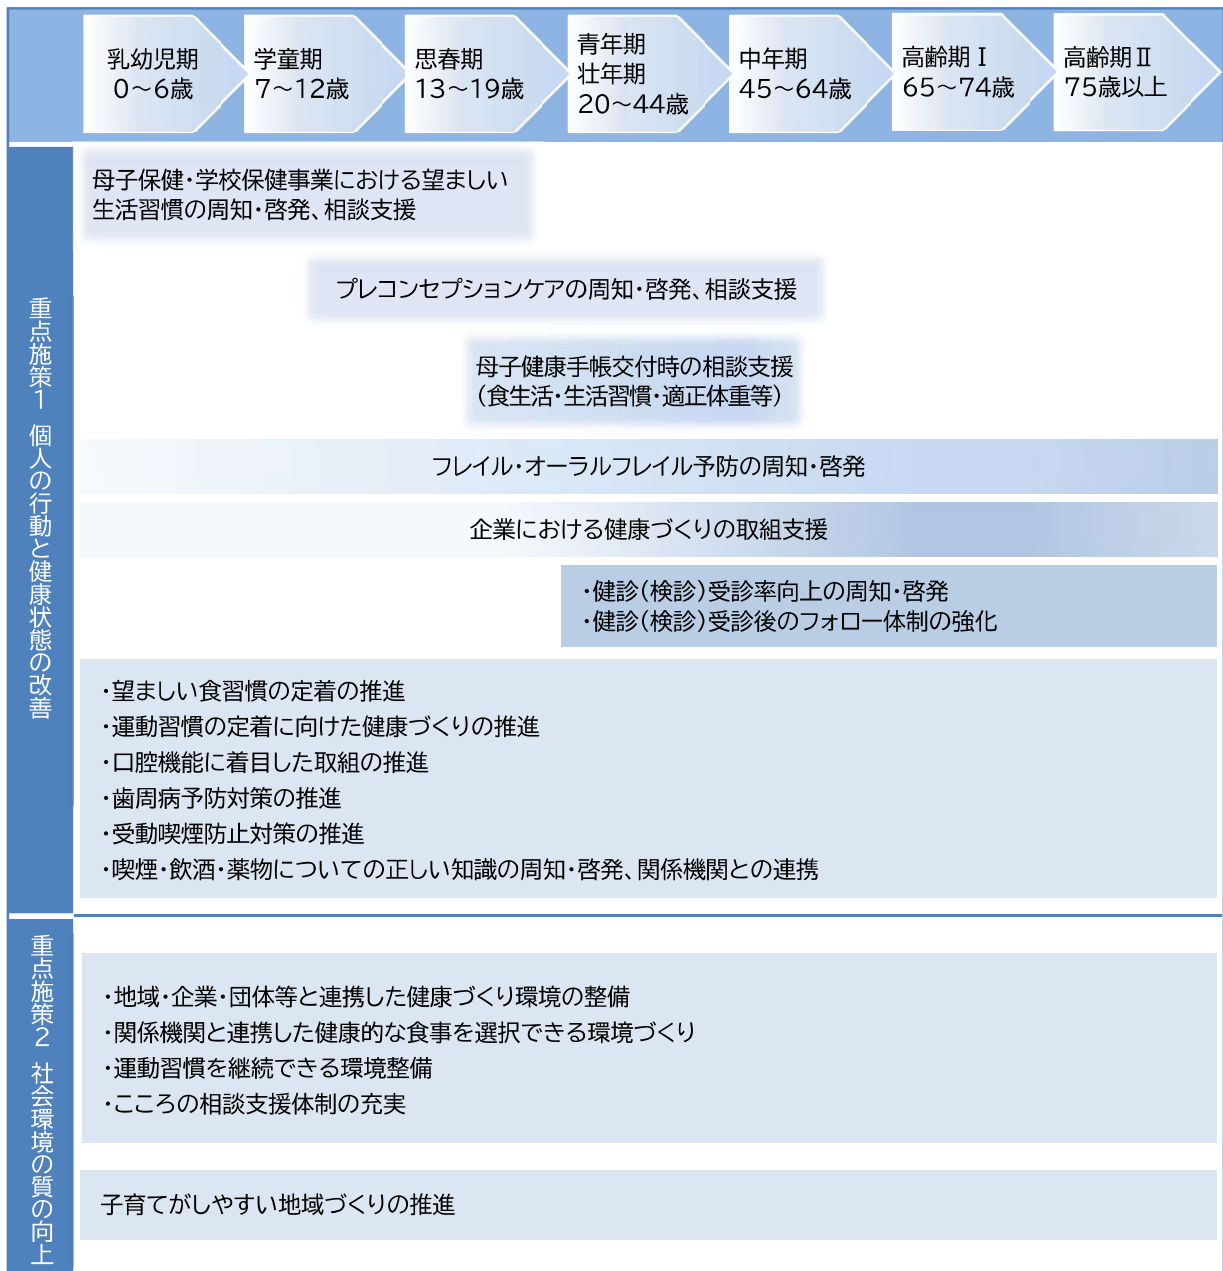 乳幼児期
0～6歳
学童期
7～12歳
思春期
13～19歳
青年期
壮年期
20～44歳
中年期
45～64歳
高齢期Ⅰ
65～74歳
高齢期Ⅱ
75歳以上
重点施策1 個人の行動と健康状態の改善
母子保健・学校保健事業における望ましい
生活習慣の周知・啓発、相談支援
プレコンセプションケアの周知・啓発、相談支援
母子健康手帳交付時の相談支援
（食生活・生活習慣・適正体重等）
フレイル・オーラルフレイル予防の周知・啓発
企業における健康づくりの取組支援
・健診（検診）受診率向上の周知・啓発
・健診（検診）受診後のフォロー体制の強化
・望ましい食習慣の定着の推進
・運動習慣の定着に向けた健康づくりの推進
・口腔機能に着目した取組の推進
・歯周病予防対策の推進
・受動喫煙防止対策の推進
・喫煙・飲酒・薬物についての正しい知識の周知・啓発、関係機関との連携
重点施策2 社会環境の質の向上
・地域・企業・団体等と連携した健康づくり環境の整備
・関係機関と連携した健康的な食事を選択できる環境づくり
・運動習慣を継続できる環境整備
・こころの相談支援体制の充実
子育てがしやすい地域づくりの推進